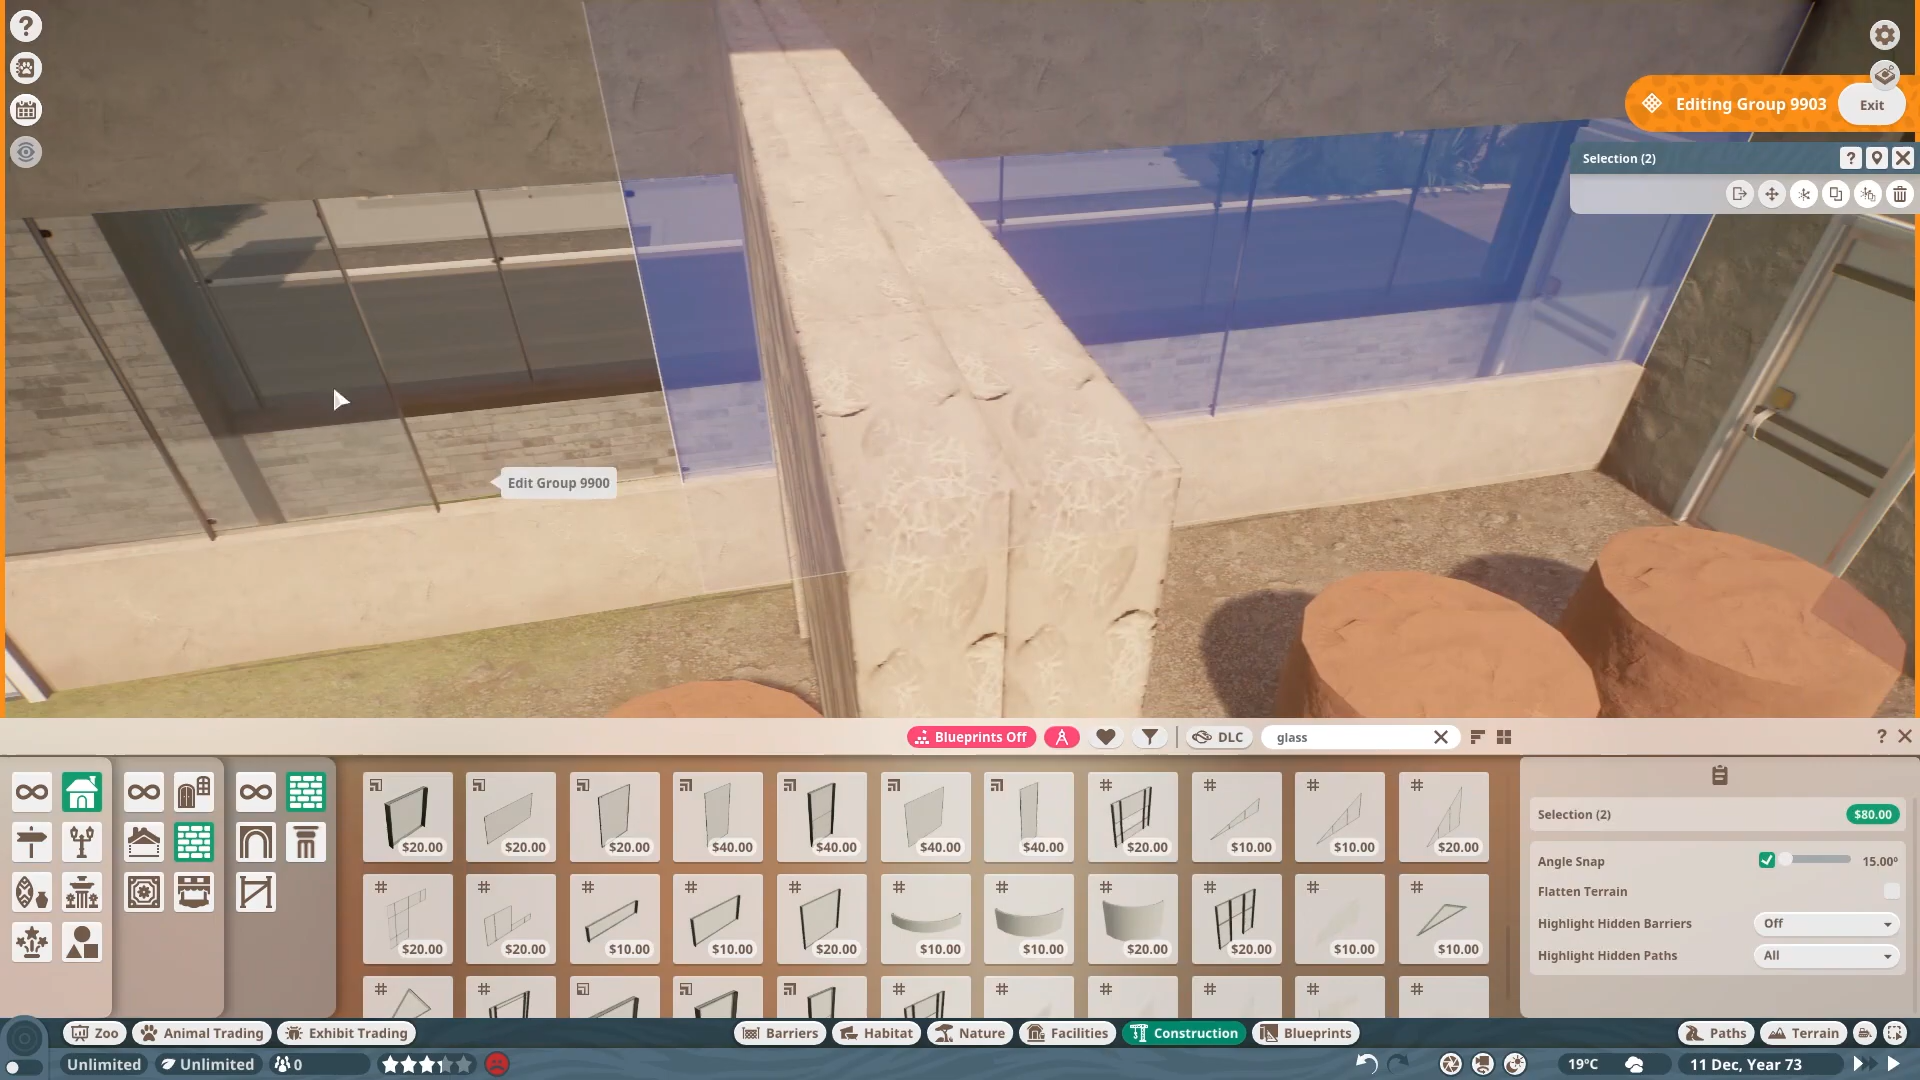 Editing Group 9903
Exit
Selection (2)
Edit Group 9900
Blueprints Off
DLC
glass
$20.00
$20.00
$20.00
$40.00
$40.00
$40.00
$40.00
$20.00
$10.00
$10.00
$20.00
$20.00
$20.00
$10.00
$10.00
$20.00
$10.00
$10.00
$20.00
$20.00
$10.00
$10.00
Selection (2)
$80.00
Angle Snap
15.00°
Flatten Terrain
Highlight Hidden Barriers
Off
Highlight Hidden Paths
All
Zoo
Animal Trading
Exhibit Trading
Barriers
Habitat
Nature
Facilities
Construction
Blueprints
Paths
Terrain
Unlimited
Unlimited
0
19°C
11 Dec, Year 73